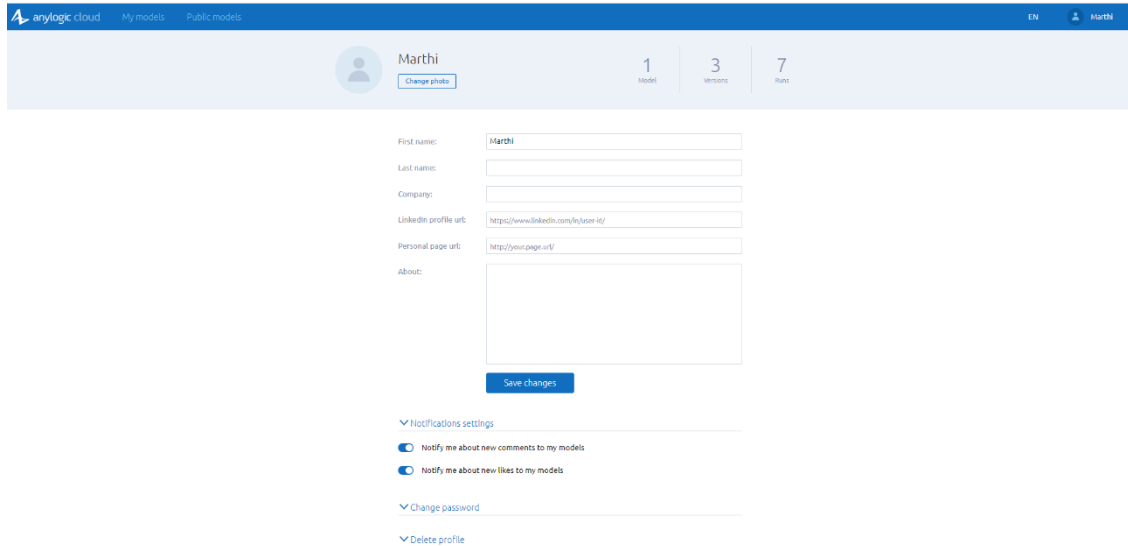 anylogic cloud My models Public models EN Marthi
Marthi
Change photo
1 3 7
Model Versions Runs
First name: Marthi
Last name:
Company:
LinkedIn profile url: https://www.linkedin.com/in/user-id/
Personal page url: http://your.page.url/
About:
Save changes
Notifications settings
Notify me about new comments to my models
Notify me about new likes to my models
Change password
Delete profile